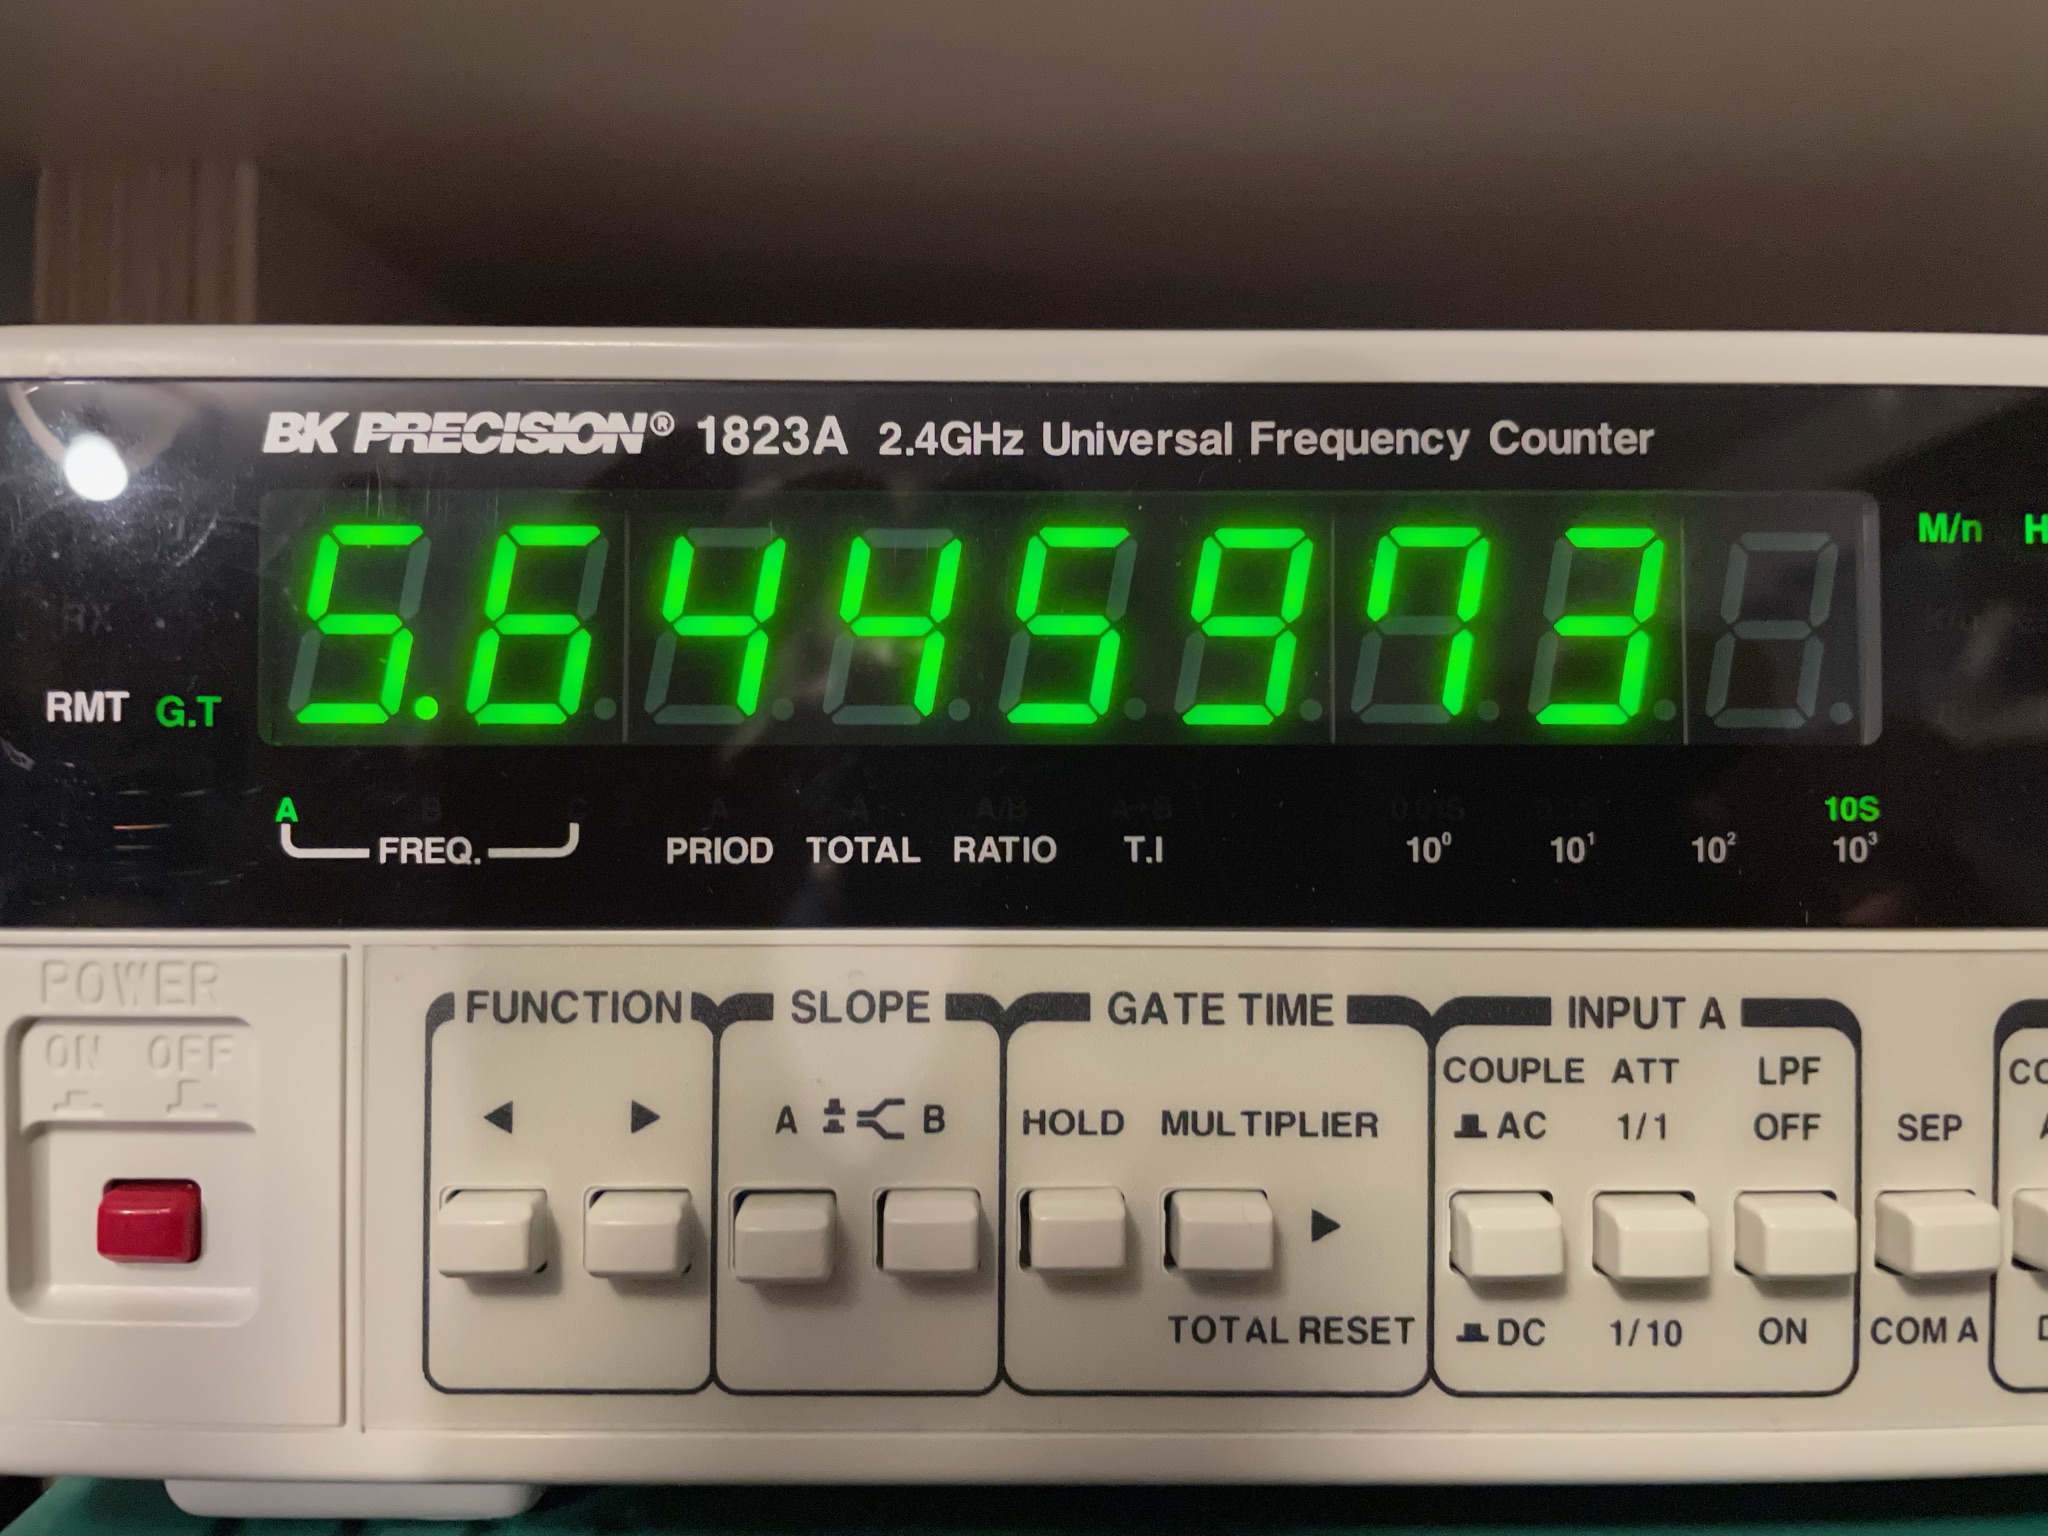 BK PRECISION® 1823A 2.4GHz Universal Frequency Counter
5.6445973
M/n H
RMT G.T
A B C A A A/B A→B 10S
FREQ. PRIOD TOTAL RATIO T.I 10⁰ 10¹ 10² 10³
POWER
ON OFF
FUNCTION SLOPE GATE TIME INPUT A
COUPLE ATT LPF
◀ ▶ A B HOLD MULTIPLIER AC 1/1 OFF SEP
▶
TOTAL RESET DC 1/10 ON COM A